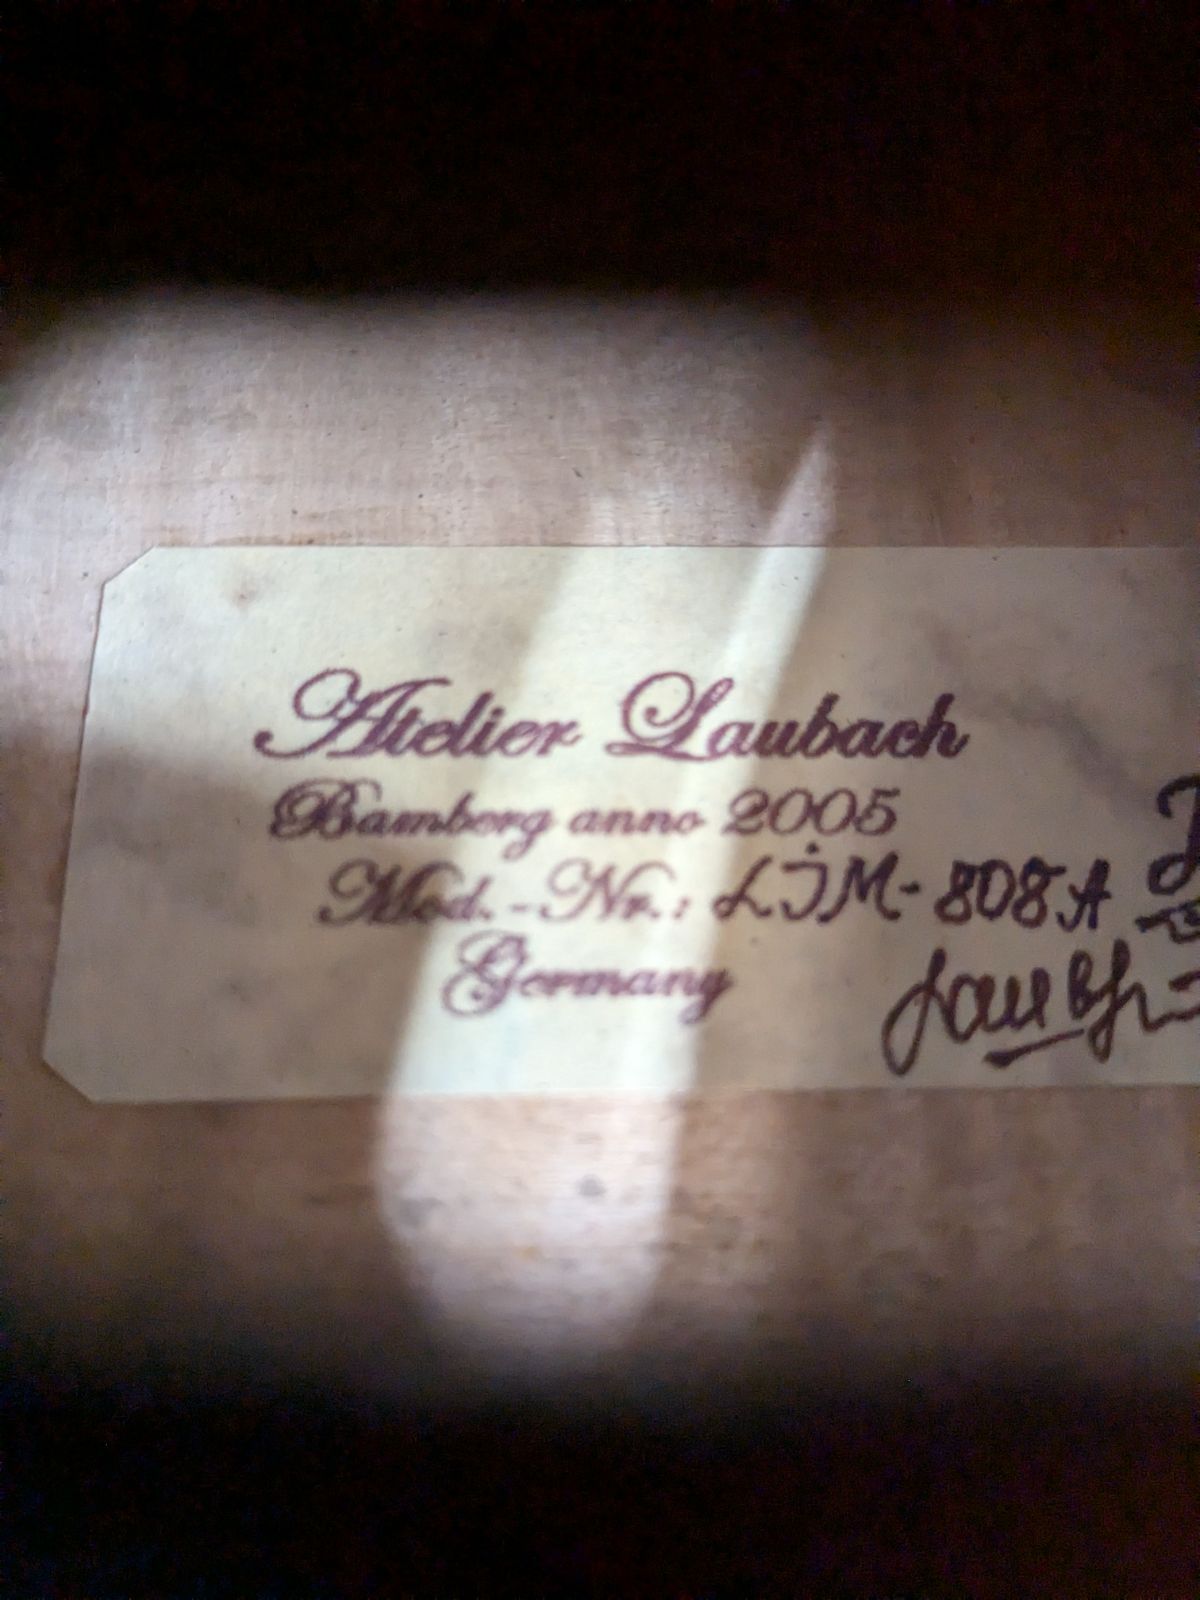 Atelier Laubach
Bamberg anno 2005
Mod.-Nr.: LJM-808A
Germany